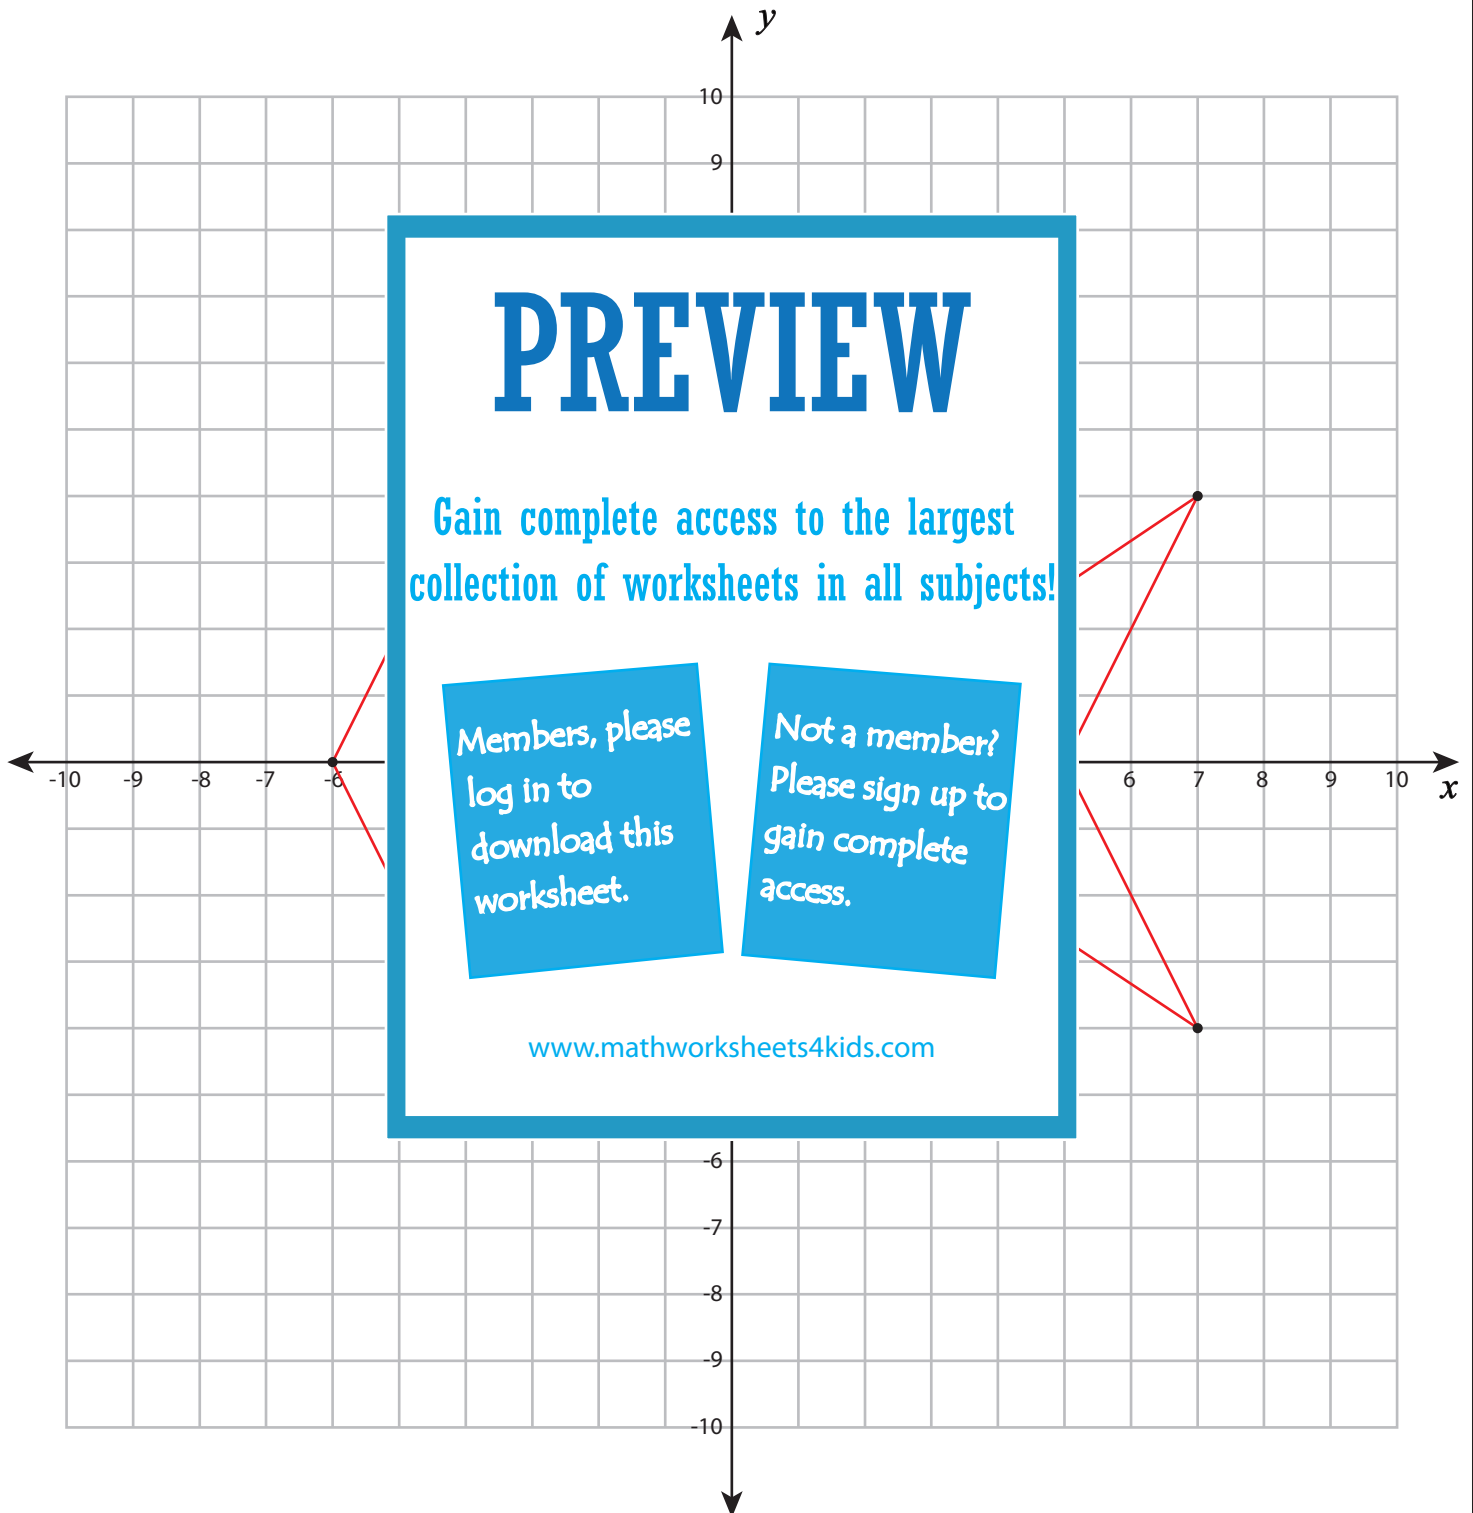 y
10
9
PREVIEW
Gain complete access to the largest
collection of worksheets in all subjects!
Members, please
log in to
download this
worksheet.
Not a member?
Please sign up to
gain complete
access.
-10 -9 -8 -7 -6 6 7 8 9 10
x
www.mathworksheets4kids.com
-6
-7
-8
-9
-10